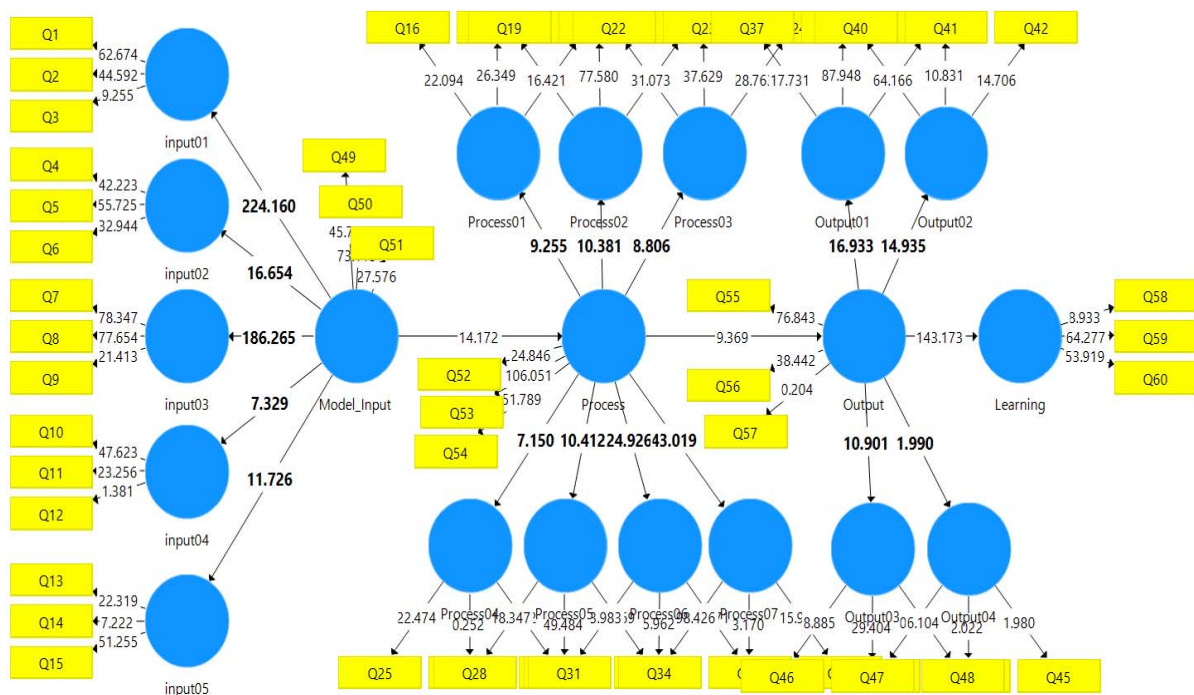 Q1
62.674
Q2
44.592
9.255
Q3
input01
Q4
42.223
Q5
55.725
32.944
Q6
input02
Q7
78.347
Q8
77.654
21.413
Q9
input03
Q10
47.623
Q11
23.256
1.381
Q12
input04
Q13
22.319
Q14
7.222
51.255
Q15
input05
224.160
16.654
186.265
7.329
11.726
Q49
Q50
Q51
27.576
Model_Input
14.172
Q16
Q19
Q22
Q37
Q40
Q41
Q42
22.094
26.349
16.421
77.580
31.073
37.629
17.731
87.948
64.166
10.831
14.706
Process01
Process02
Process03
Output01
Output02
9.255
10.381
8.806
16.933
14.935
Q52
24.846
Q53
106.051
Q54
Process
9.369
Q55
76.843
Q56
38.442
Q57
0.204
Output
143.173
Learning
8.933
Q58
64.277
Q59
53.919
Q60
7.150
10.412
24.926
43.019
10.901
1.990
Process04
Process05
Process06
Process07
Output03
Output04
22.474
0.252
49.484
5.962
3.170
8.885
29.404
2.022
1.980
Q25
Q28
Q31
Q34
Q46
Q47
Q48
Q45